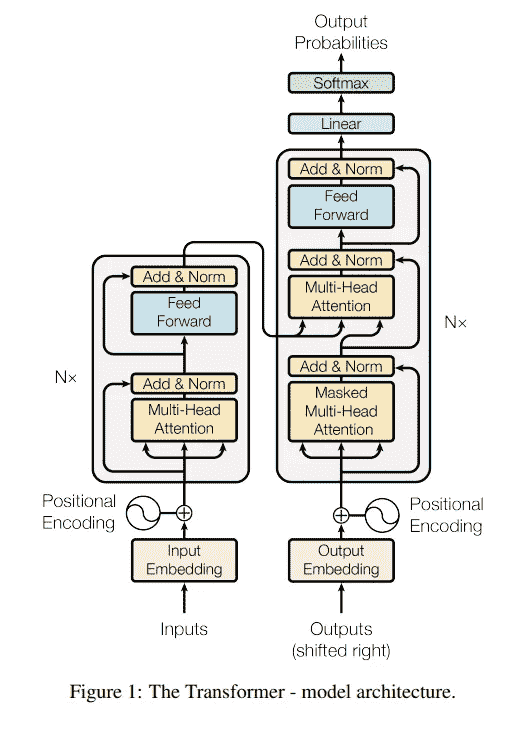 Output
Probabilities
Softmax
Linear
Add & Norm
Feed
Forward
Add & Norm
Multi-Head
Attention
Add & Norm
Masked
Multi-Head
Attention
Nx
Add & Norm
Feed
Forward
Add & Norm
Multi-Head
Attention
Nx
Positional
Encoding
Positional
Encoding
Input
Embedding
Output
Embedding
Inputs
Outputs
(shifted right)
Figure 1: The Transformer - model architecture.